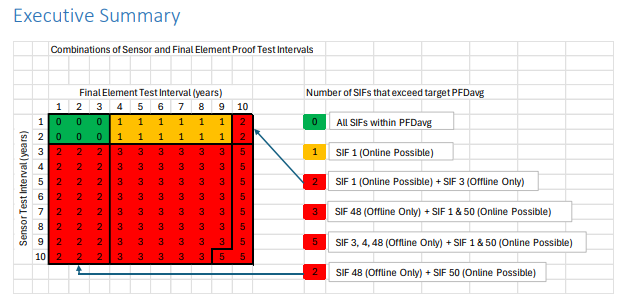 Executive Summary
Combinations of Sensor and Final Element Proof Test Intervals
Final Element Test Interval (years)
Number of SIFs that exceed target PFDavg
Sensor Test Interval (years)
1 2 3 4 5 6 7 8 9 10
1 0 0 0 1 1 1 1 1 1 2
2 0 0 0 1 1 1 1 1 1 2
3 2 2 2 3 3 3 3 3 3 5
4 2 2 2 3 3 3 3 3 3 5
5 2 2 2 3 3 3 3 3 3 5
6 2 2 2 3 3 3 3 3 3 5
7 2 2 2 3 3 3 3 3 3 5
8 2 2 2 3 3 3 3 3 3 5
9 2 2 2 3 3 3 3 3 3 5
10 2 2 2 3 3 3 3 3 5 5
0 All SIFs within PFDavg
1 SIF 1 (Online Possible)
2 SIF 1 (Online Possible) + SIF 3 (Offline Only)
3 SIF 48 (Offline Only) + SIF 1 & 50 (Online Possible)
5 SIF 3, 4, 48 (Offline Only) + SIF 1 & 50 (Online Possible)
2 SIF 48 (Offline Only) + SIF 50 (Online Possible)